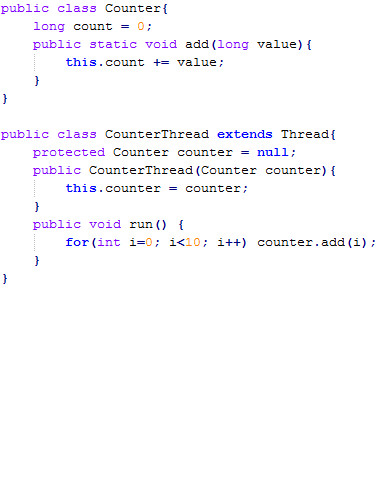 public class Counter{
    long count = 0;
    public static void add(long value){
        this.count += value;
    }
}

public class CounterThread extends Thread{
    protected Counter counter = null;
    public CounterThread(Counter counter){
        this.counter = counter;
    }
    public void run() {
        for(int i=0; i<10; i++) counter.add(i);
    }
}